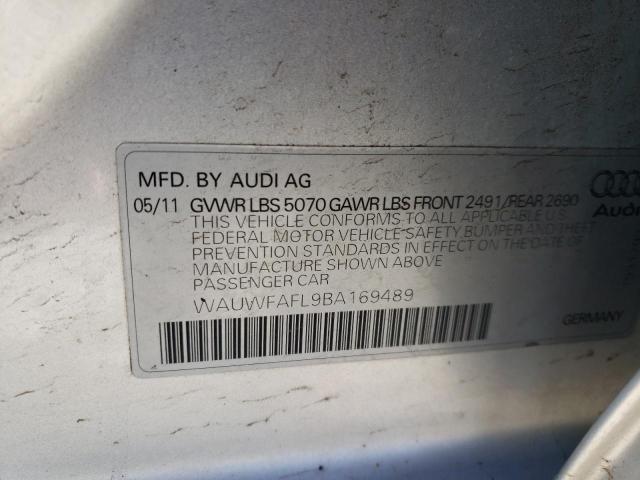 MFD. BY AUDI AG
05/11 GVWR LBS 5070 GAWR LBS FRONT 2491/REAR 2690
THIS VEHICLE CONFORMS TO ALL APPLICABLE U.S.
FEDERAL MOTOR VEHICLE SAFETY BUMPER AND THEFT
PREVENTION STANDARDS IN EFFECT ON THE DATE OF
MANUFACTURE SHOWN ABOVE
PASSENGER CAR
WAUWFAFL9BA169489
Audi
GERMANY